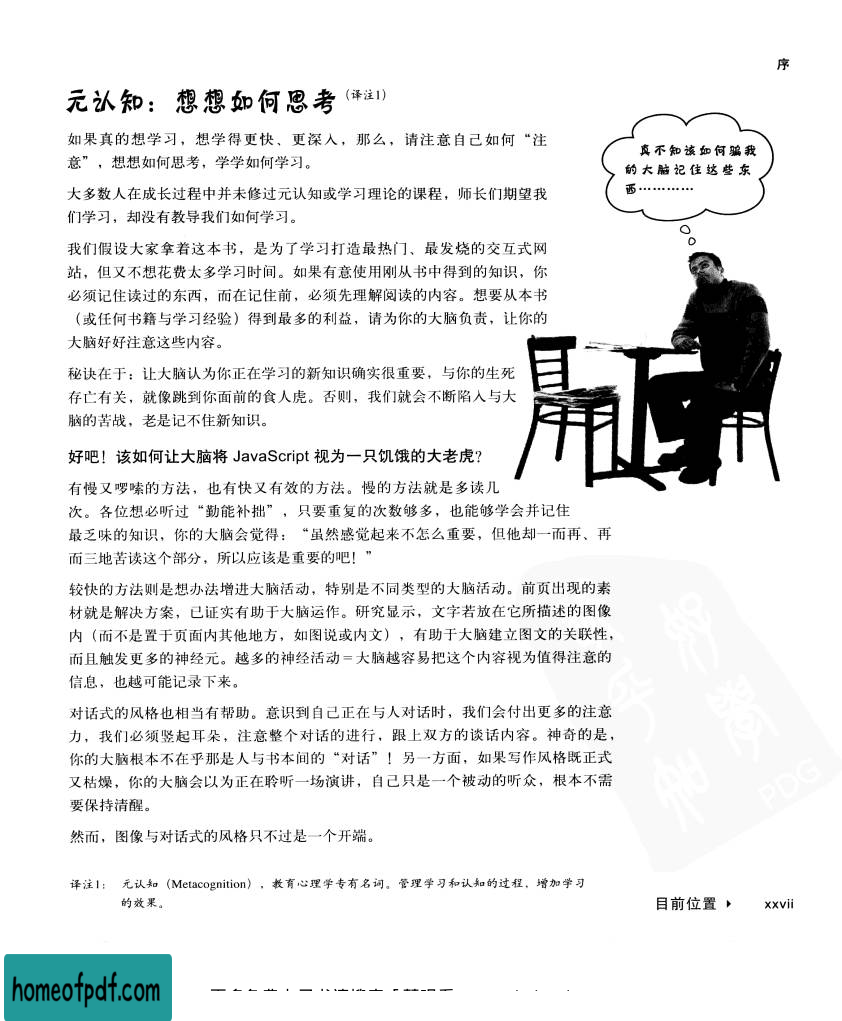 序
元认知：想想如何思考（译注1）
如果真的想学习，想学得更快、更深入，那么，请注意自己如何“注
意”，想想如何思考，学学如何学习。
大多数人在成长过程中并未修过元认知或学习理论的课程，师长们期望我
们学习，却没有教导我们如何学习。
我们假设大家拿着这本书，是为了学习打造最热门、最发烧的交互式网
站，但又不想花费太多学习时间。如果有意使用刚从书中得到的知识，你
必须记住读过的东西，而在记住前，必须先理解阅读的内容。想要从本书
（或任何书籍与学习经验）得到最多的利益，请为你的大脑负责，让你的
大脑好好注意这些内容。
秘诀在于：让大脑认为你正在学习的新知识确实很重要，与你的生死
存亡有关，就像跳到你面前的食人虎。否则，我们就会不断陷入与大
脑的苦战，老是记不住新知识。
真不知该如何骗我
的大脑记住这些东
西…………
好吧！该如何让大脑将 JavaScript 视为一只饥饿的大老虎？
有慢又啰嗦的方法，也有快又有效的方法。慢的方法就是多读几
次。各位想必听过“勤能补拙”，只要重复的次数够多，也能够学会并记住
最乏味的知识，你的大脑会觉得：“虽然感觉起来不怎么重要，但他却一而再、再
而三地苦读这个部分，所以应该是重要的吧！”
较快的方法则是想办法增进大脑活动，特别是不同类型的大脑活动。前页出现的素
材就是解决方案，已证实有助于大脑运作。研究显示，文字若放在它所描述的图像
内（而不是置于页面内其他地方，如图说或内文），有助于大脑建立图文的关联性，
而且触发更多的神经元。越多的神经活动＝大脑越容易把这个内容视为值得注意的
信息，也越可能记录下来。
对话式的风格也相当有帮助。意识到自己正在与人对话时，我们会付出更多的注意
力，我们必须竖起耳朵，注意整个对话的进行，跟上双方的谈话内容。神奇的是，
你的大脑根本不在乎那是人与书本间的“对话”！另一方面，如果写作风格既正式
又枯燥，你的大脑会以为正在聆听一场演讲，自己只是一个被动的听众，根本不需
要保持清醒。
然而，图像与对话式的风格只不过是一个开端。
译注1： 元认知（Metacognition），教育心理学专有名词。管理学习和认知的过程，增加学习
的效果。
目前位置 xxvii
PDG
homeofpdf.com